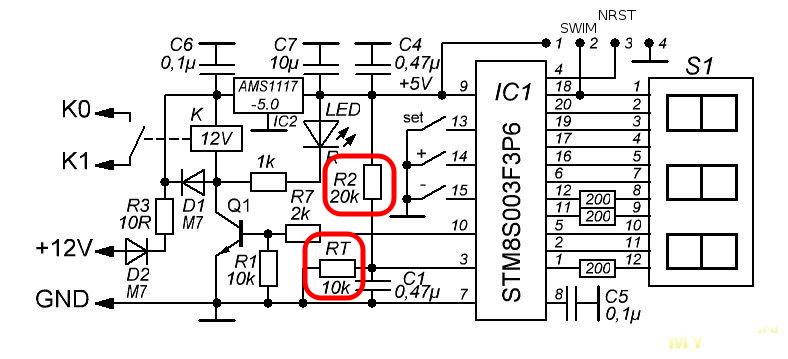 NRST
SWIM
1 2 3 4
C6
0,1µ
C7
10µ
C4
0,47µ
+5V
AMS1117
-5.0
IC2
LED
R
K0
K1
K
12V
1k
R2
20k
R3
10R
D1
M7
Q1
R7
2k
+12V
D2
M7
R1
10k
RT
10k
C1
0,47µ
GND
set
+
-
9
13
14
15
10
3
7
IC1
STM8S003F3P6
4
18
20
19
17
16
6
12
11
5
2
1
8
200
200
200
C5
0,1µ
S1
1
2
3
4
5
7
8
9
10
11
12
MY
.ru